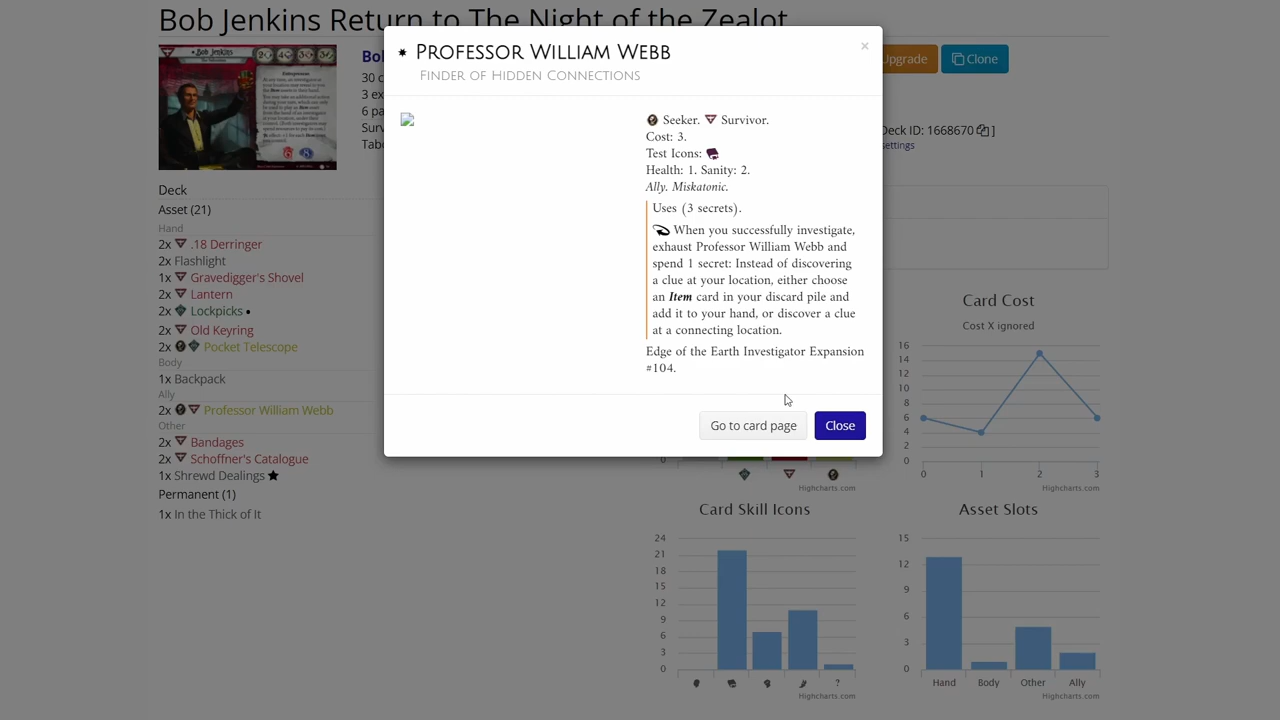 Bob Jenkins Return to The Night of the Zealot
PROFESSOR WILLIAM WEBB
FINDER OF HIDDEN CONNECTIONS
×
Seeker. Survivor.
Cost: 3.
Test Icons:
Health: 1. Sanity: 2.
Ally. Miskatonic.
Uses (3 secrets).
When you successfully investigate,
exhaust Professor William Webb and
spend 1 secret: Instead of discovering
a clue at your location, either choose
an Item card in your discard pile and
add it to your hand, or discover a clue
at a connecting location.
Edge of the Earth Investigator Expansion
#104.
Go to card page
Close
Bob Jenkins
Upgrade
Clone
Deck ID: 1668670 ]
settings
Deck
Asset (21)
Hand
2x .18 Derringer
2x Flashlight
1x Gravedigger's Shovel
2x Lantern
2x Lockpicks •
2x Old Keyring
2x Pocket Telescope
Body
1x Backpack
Ally
2x Professor William Webb
Other
2x Bandages
2x Schoffner's Catalogue
1x Shrewd Dealings ★
Permanent (1)
1x In the Thick of It
Card Cost
Cost X ignored
16
14
12
10
8
6
4
2
0
0 1 2 3
Highcharts.com
0
Highcharts.com
Card Skill Icons
24
21
18
15
12
9
6
3
0
?
Highcharts.com
Asset Slots
15
12
9
6
3
0
Hand Body Other Ally
Highcharts.com